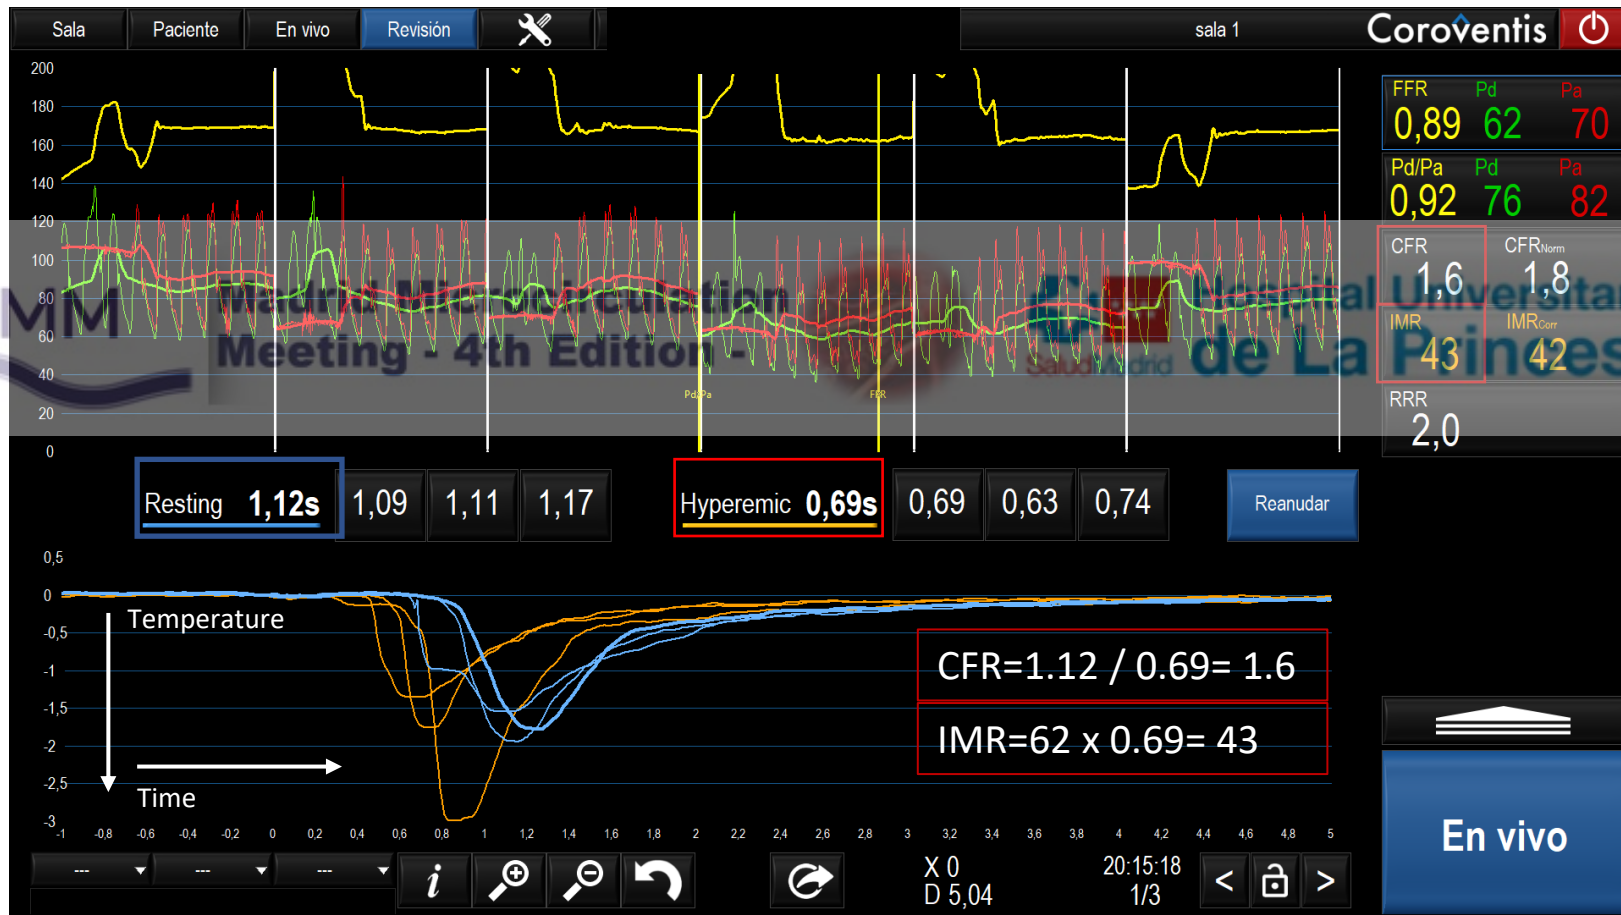 Sala Paciente En vivo Revisión sala 1 Coroventis
200
180
160
140
120
100
80
60
40
20
0
FFR Pd Pa
0,89 62 70
Pd/Pa Pd Pa
0,92 76 82
CFR CFRNorm
1,6 1,8
IMR IMRCorr
43 42
RRR
2,0
MM Madrid Microcirculation
Meeting - 4th Edition -
SaludMadrid de La Princes
Pd/Pa FFR
Resting 1,12s 1,09 1,11 1,17 Hyperemic 0,69s 0,69 0,63 0,74 Reanudar
0,5
0
-0,5
-1
-1,5
-2
-2,5
-3
Temperature
Time
CFR=1.12 / 0.69= 1.6
IMR=62 x 0.69= 43
-1 -0,8 -0,6 -0,4 -0,2 0 0,2 0,4 0,6 0,8 1 1,2 1,4 1,6 1,8 2 2,2 2,4 2,6 2,8 3 3,2 3,4 3,6 3,8 4 4,2 4,4 4,6 4,8 5
En vivo
--- --- --- i X 0 20:15:18 < >
D 5,04 1/3